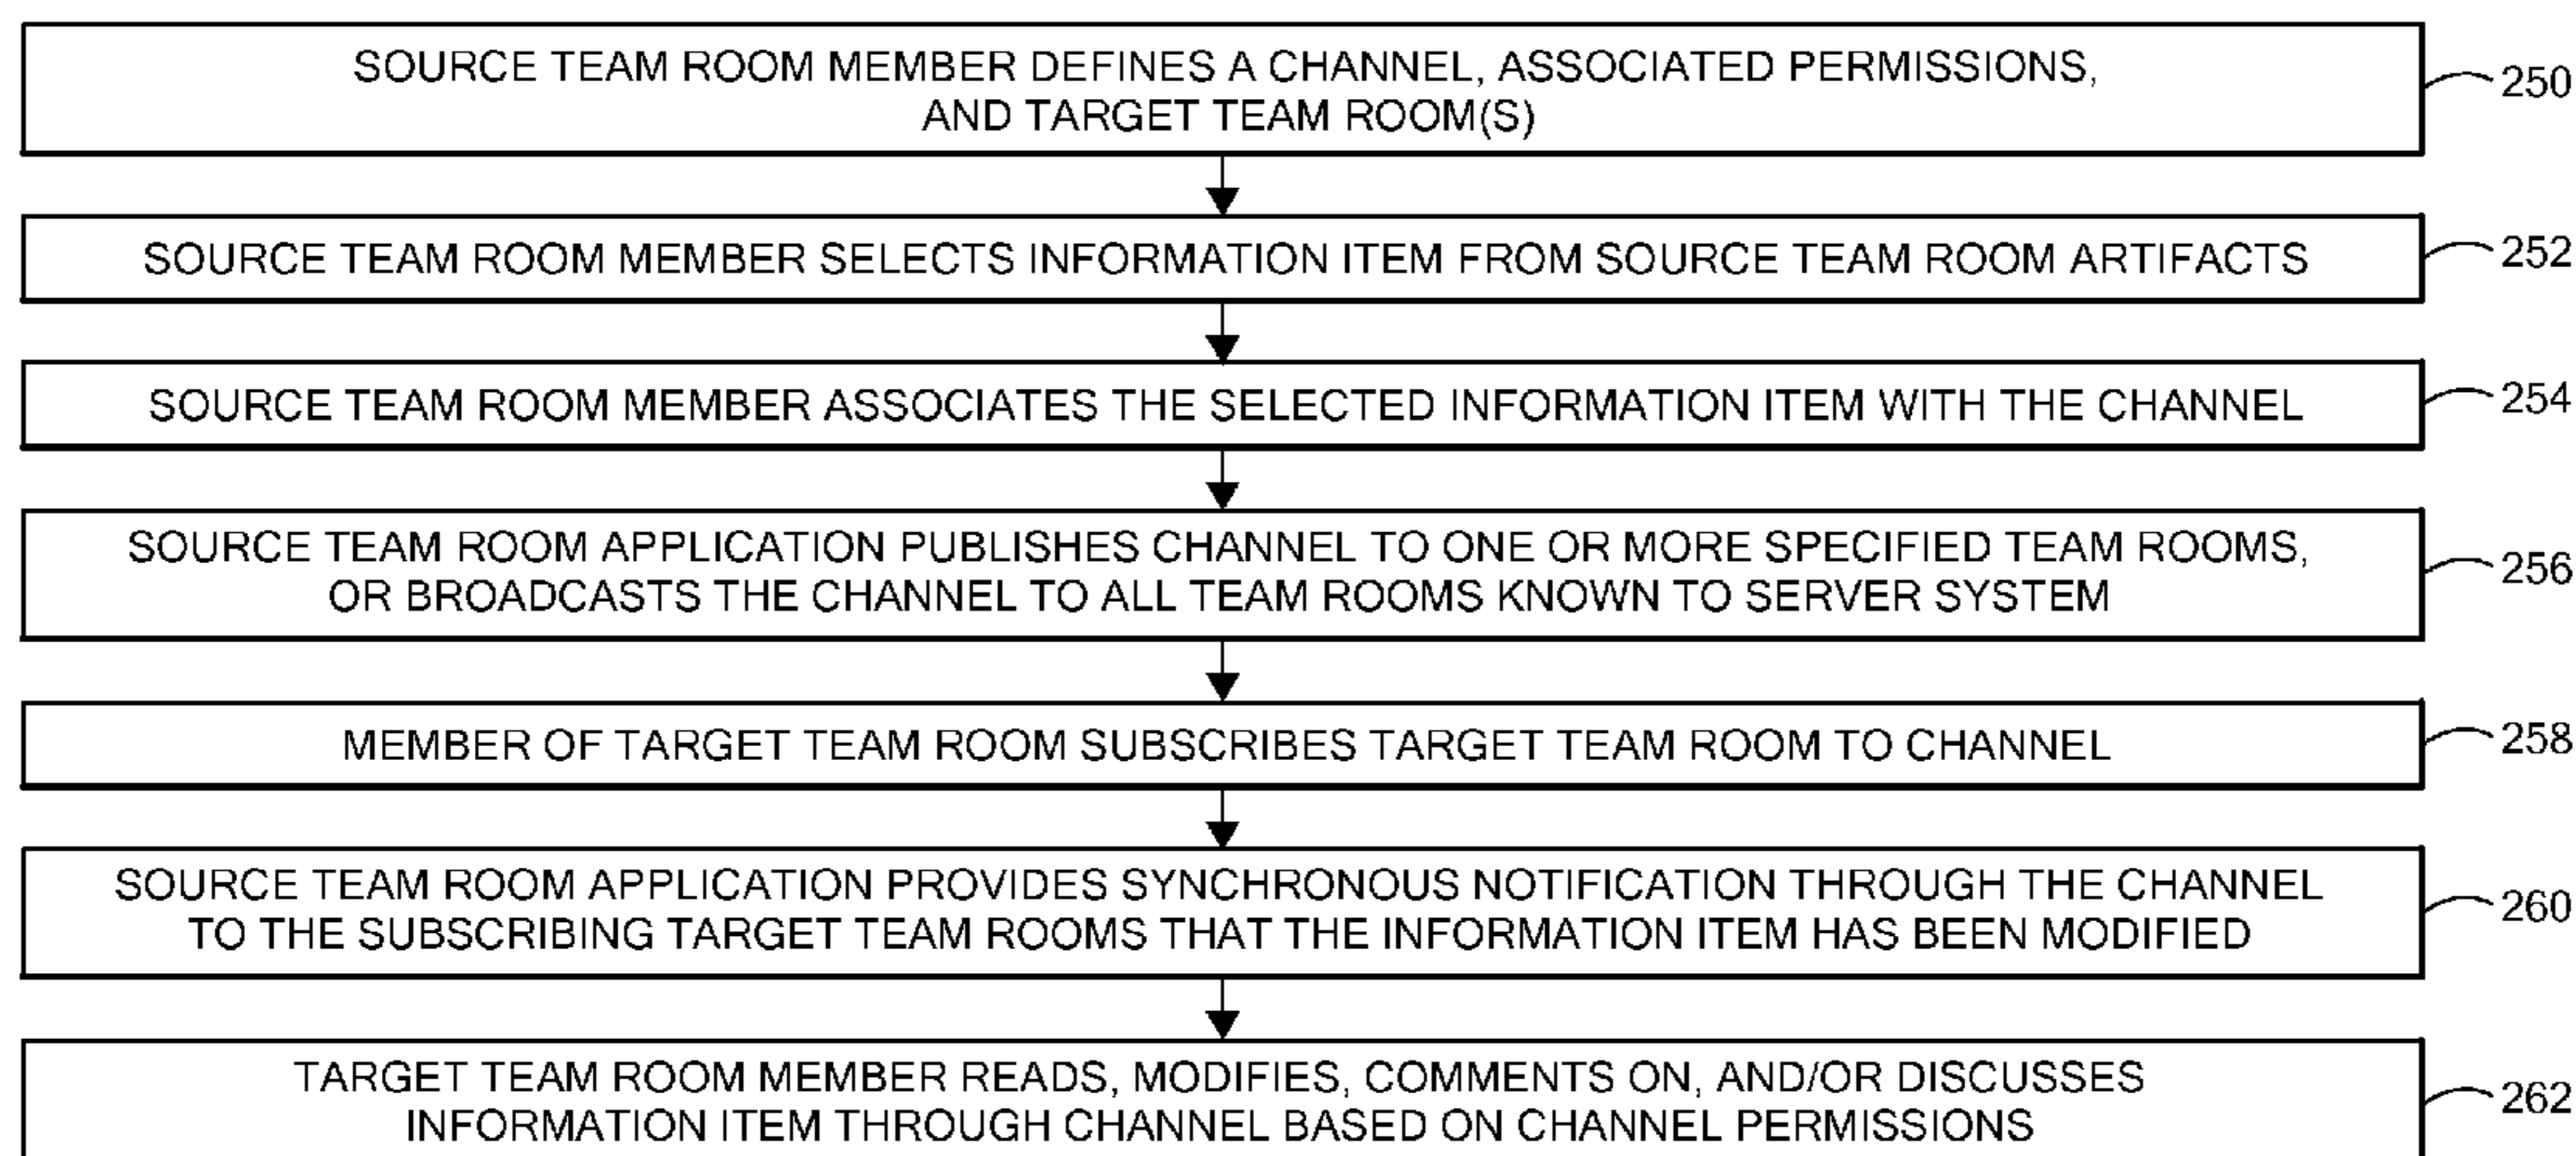 SOURCE TEAM ROOM MEMBER DEFINES A CHANNEL, ASSOCIATED PERMISSIONS,
AND TARGET TEAM ROOM(S)
250
SOURCE TEAM ROOM MEMBER SELECTS INFORMATION ITEM FROM SOURCE TEAM ROOM ARTIFACTS
252
SOURCE TEAM ROOM MEMBER ASSOCIATES THE SELECTED INFORMATION ITEM WITH THE CHANNEL
254
SOURCE TEAM ROOM APPLICATION PUBLISHES CHANNEL TO ONE OR MORE SPECIFIED TEAM ROOMS,
OR BROADCASTS THE CHANNEL TO ALL TEAM ROOMS KNOWN TO SERVER SYSTEM
256
MEMBER OF TARGET TEAM ROOM SUBSCRIBES TARGET TEAM ROOM TO CHANNEL
258
SOURCE TEAM ROOM APPLICATION PROVIDES SYNCHRONOUS NOTIFICATION THROUGH THE CHANNEL
TO THE SUBSCRIBING TARGET TEAM ROOMS THAT THE INFORMATION ITEM HAS BEEN MODIFIED
260
TARGET TEAM ROOM MEMBER READS, MODIFIES, COMMENTS ON, AND/OR DISCUSSES
INFORMATION ITEM THROUGH CHANNEL BASED ON CHANNEL PERMISSIONS
262